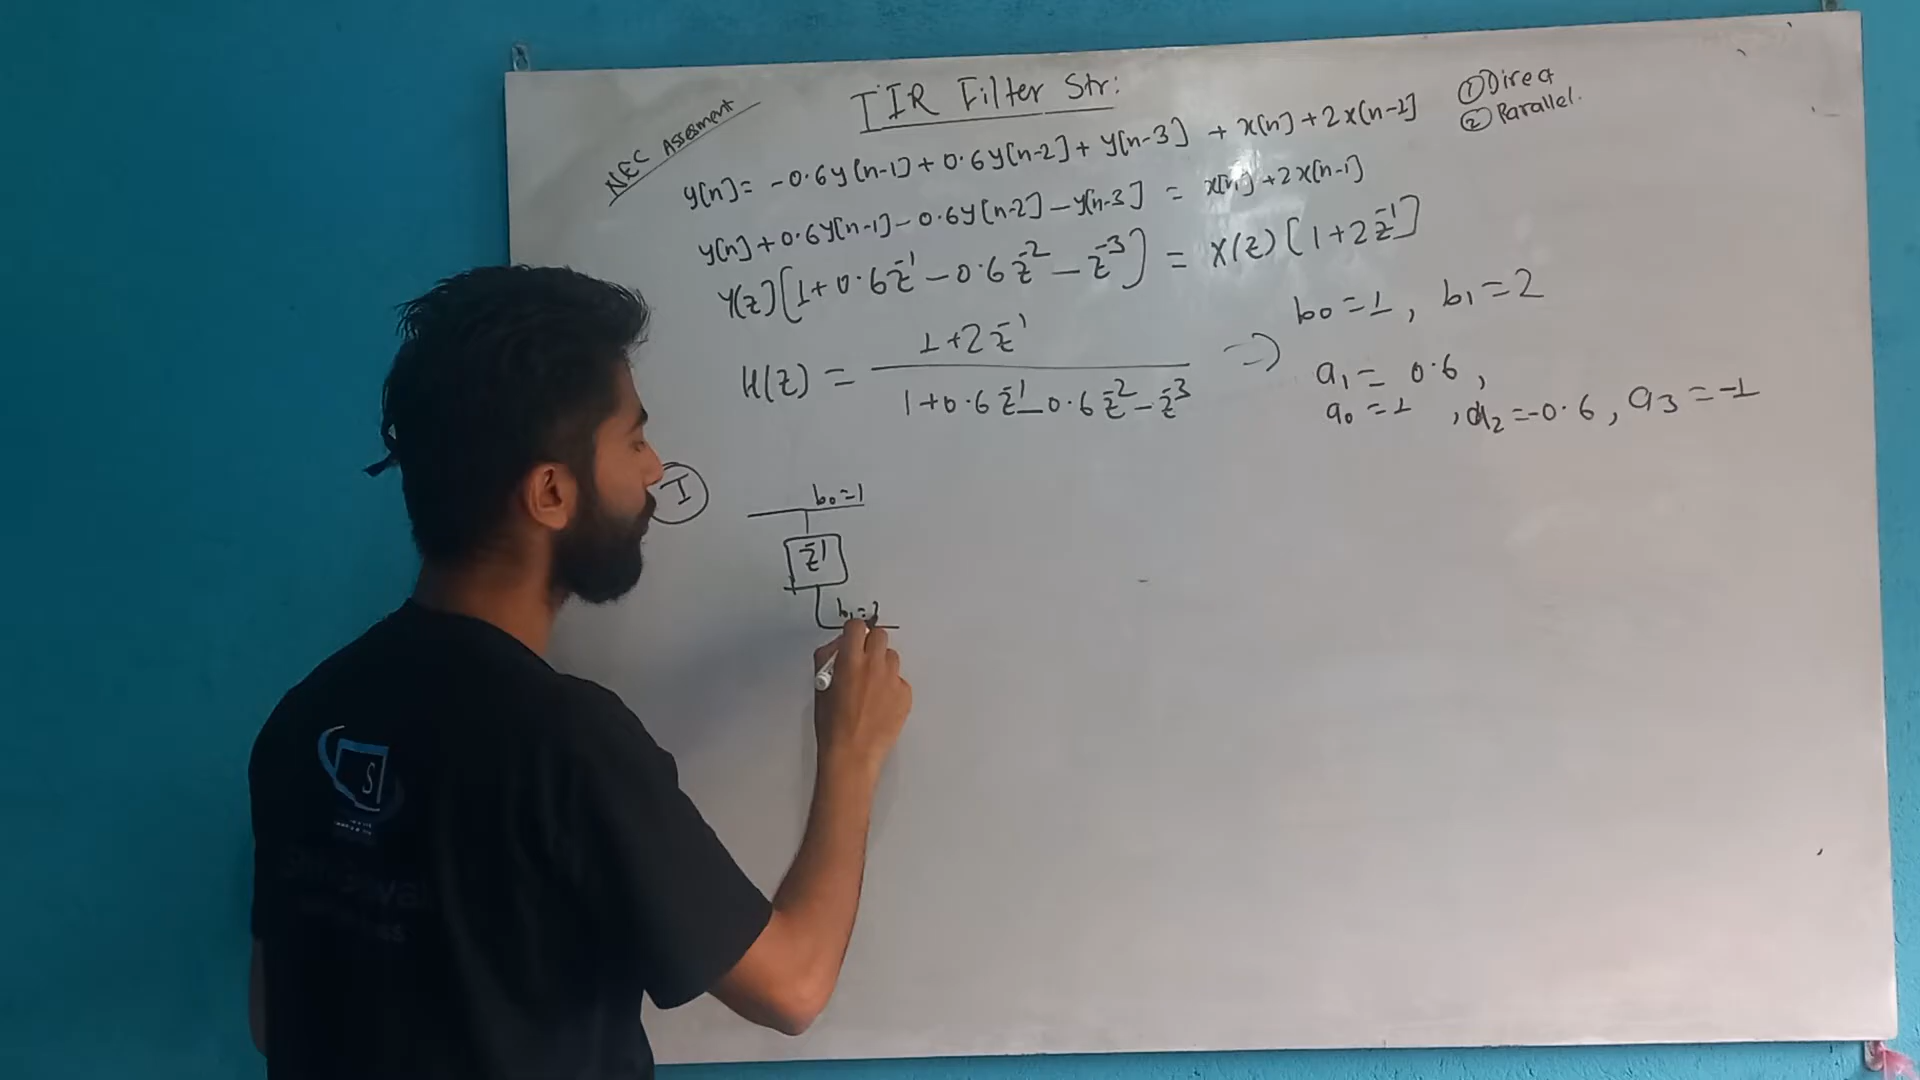 NEC Assesment
IIR Filter Str:
① Direct
② Parallel.
y[n] = -0.6y[n-1] + 0.6y[n-2] + y[n-3] + x[n] + 2x[n-2]
y[n] + 0.6y[n-1] - 0.6y[n-2] - y[n-3] = x[n] + 2x[n-1]
Y(z)[1 + 0.6z⁻¹ - 0.6z⁻² - z⁻³] = X(z)[1 + 2z⁻¹]
H(z) = (1 + 2z⁻¹) / (1 + 0.6z⁻¹ - 0.6z⁻² - z⁻³) =>
b₀ = 1, b₁ = 2
a₁ = 0.6,
a₀ = 1, a₂ = -0.6, a₃ = -1
I
b₀ = 1
z⁻¹
b₁ = 2
S